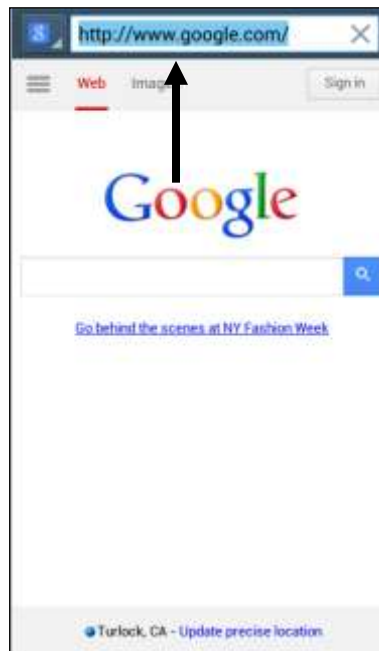 http://www.google.com/
Web
Sign in
Google
Go behind the scenes at NY Fashion Week
Turlock, CA - Update precise location